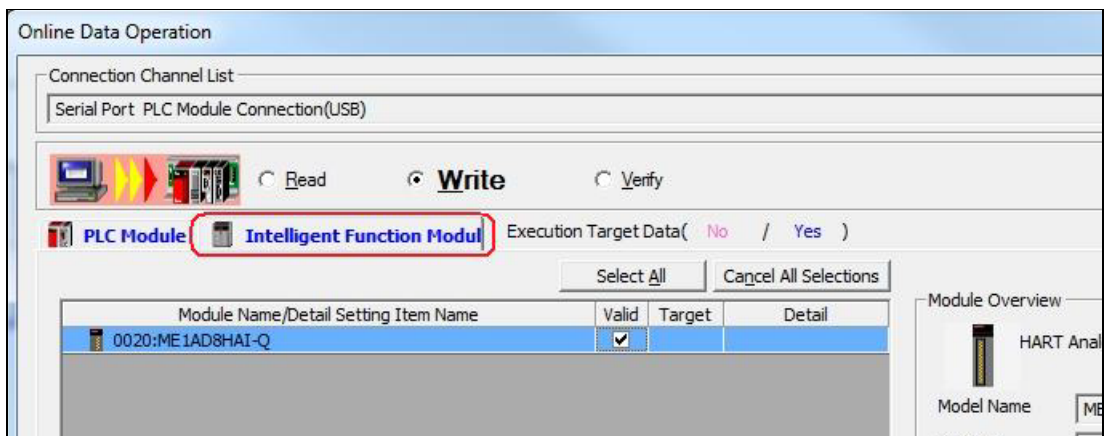 Online Data Operation
Connection Channel List
Serial Port PLC Module Connection(USB)
Read Write Verify
PLC Module Intelligent Function Modul Execution Target Data( No / Yes )
Select All Cancel All Selections
Module Name/Detail Setting Item Name Valid Target Detail Module Overview
0020:ME1AD8HAI-Q
HART Anal
Model Name ME